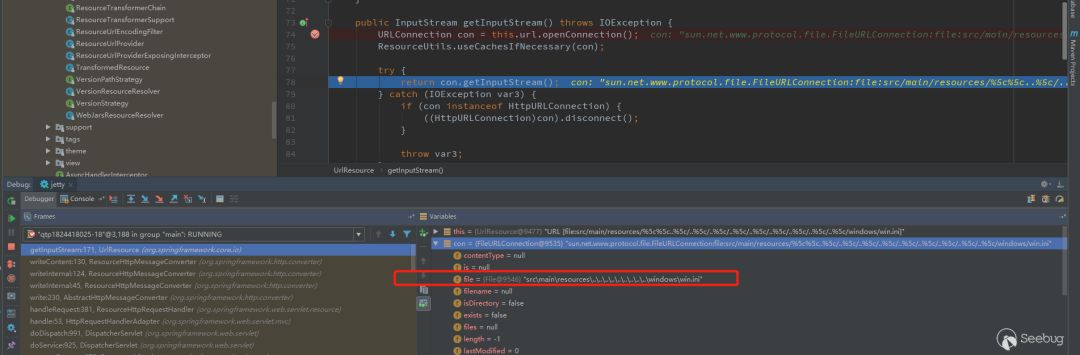 ResourceTransformerChain
ResourceTransformerSupport
ResourceUrlEncodingFilter
ResourceUrlProvider
ResourceUrlProviderExposingInterceptor
TransformedResource
VersionPathStrategy
VersionResourceResolver
VersionStrategy
WebJarsResourceResolver
support
tags
theme
view
AsyncHandlerInterceptor
72
73 public InputStream getInputStream() throws IOException {
74 URLConnection con = this.url.openConnection(); con: "sun.net.www.protocol.file.FileURLConnection:file:src/main/resources
75 ResourceUtils.useCachesIfNecessary(con);
76
77 try {
78 return con.getInputStream(); con: "sun.net.www.protocol.file.FileURLConnection:file:src/main/resources/%5c%5c..%5c/..
79 } catch (IOException var3) {
80 if (con instanceof HttpURLConnection) {
81 ((HttpURLConnection)con).disconnect();
82 }
83
84 throw var3;
UrlResource › getInputStream()
Database
Maven Projects
Debug: jetty
Debugger Console
Frames
Variables
"qtp1824418025-18"@3,188 in group "main": RUNNING
getInputStream:171, UrlResource (org.springframework.core.io)
writeContent:130, ResourceHttpMessageConverter (org.springframework.http.converter)
writeInternal:124, ResourceHttpMessageConverter (org.springframework.http.converter)
writeInternal:45, ResourceHttpMessageConverter (org.springframework.http.converter)
write:230, AbstractHttpMessageConverter (org.springframework.http.converter)
handleRequest:381, ResourceHttpRequestHandler (org.springframework.web.servlet.resource)
handle:53, HttpRequestHandlerAdapter (org.springframework.web.servlet.mvc)
doDispatch:991, DispatcherServlet (org.springframework.web.servlet)
doService:925, DispatcherServlet (org.springframework.web.servlet)
this = {UrlResource@9477} "URL [file:src/main/resources/%5c%5c..%5c/..%5c/..%5c/..%5c/..%5c/..%5c/..%5c/..%5c/..%5c/windows/win.ini]"
con = {FileURLConnection@9535} "sun.net.www.protocol.file.FileURLConnection:file:src/main/resources/%5c%5c..%5c/..%5c/..%5c/..%5c/..%5c/..%5c/..%5c/..%5c/..%5c/windows/win.ini"
contentType = null
is = null
file = {File@9546} "src\main\resources\..\..\..\..\..\..\..\..\..\windows\win.ini"
filename = null
isDirectory = false
exists = false
files = null
length = -1
lastModified = 0
Seebug